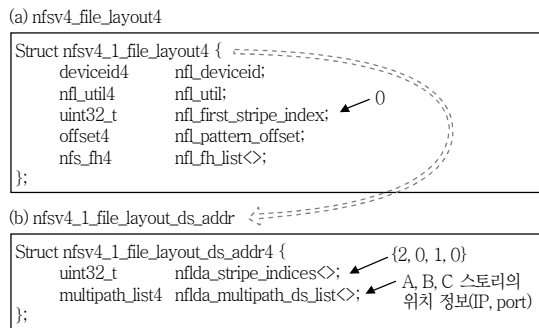 (a) nfsv4_file_layout4
Struct nfsv4_1_file_layout4 {
deviceid4 nfl_deviceid;
nfl_util4 nfl_util;
uint32_t nfl_first_stripe_index;
0
offset4 nfl_pattern_offset;
nfs_fh4 nfl_fh_list<>;
};
(b) nfsv4_1_file_layout_ds_addr
Struct nfsv4_1_file_layout_ds_addr4 {
uint32_t nflda_stripe_indices<>;
{2, 0, 1, 0}
multipath_list4 nflda_multipath_ds_list<>;
A, B, C 스토리의
위치 정보(IP, port)
};